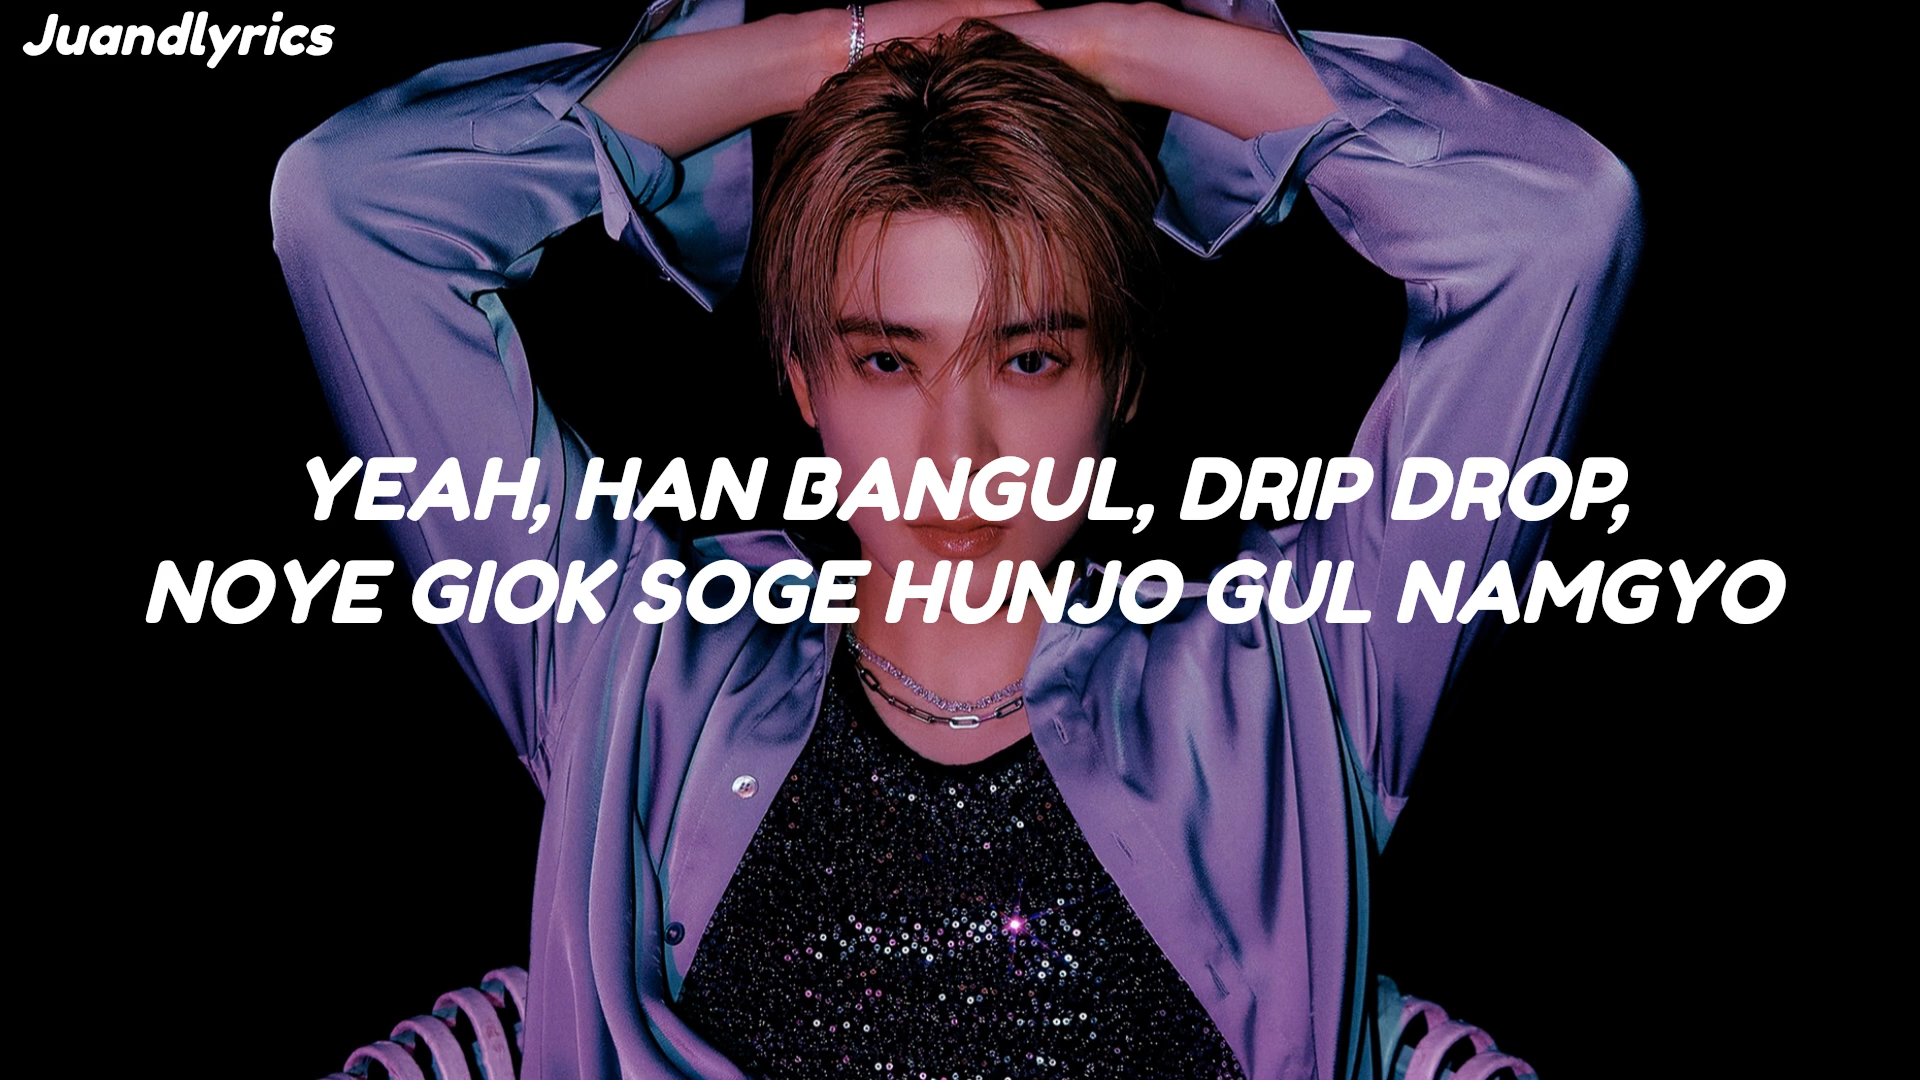 Juandlyrics
YEAH, HAN BANGUL, DRIP DROP,
NOYE GIOK SOGE HUNJO GUL NAMGYO